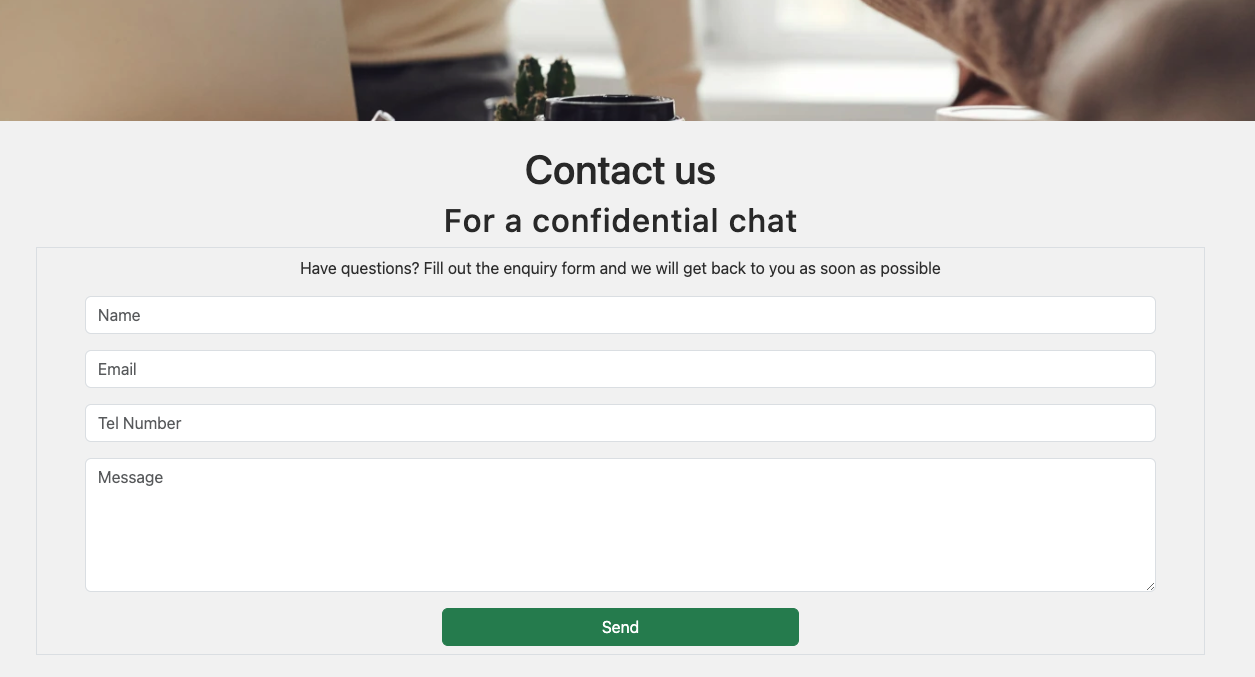 Contact us
For a confidential chat
Have questions? Fill out the enquiry form and we will get back to you as soon as possible
Name
Email
Tel Number
Message
Send